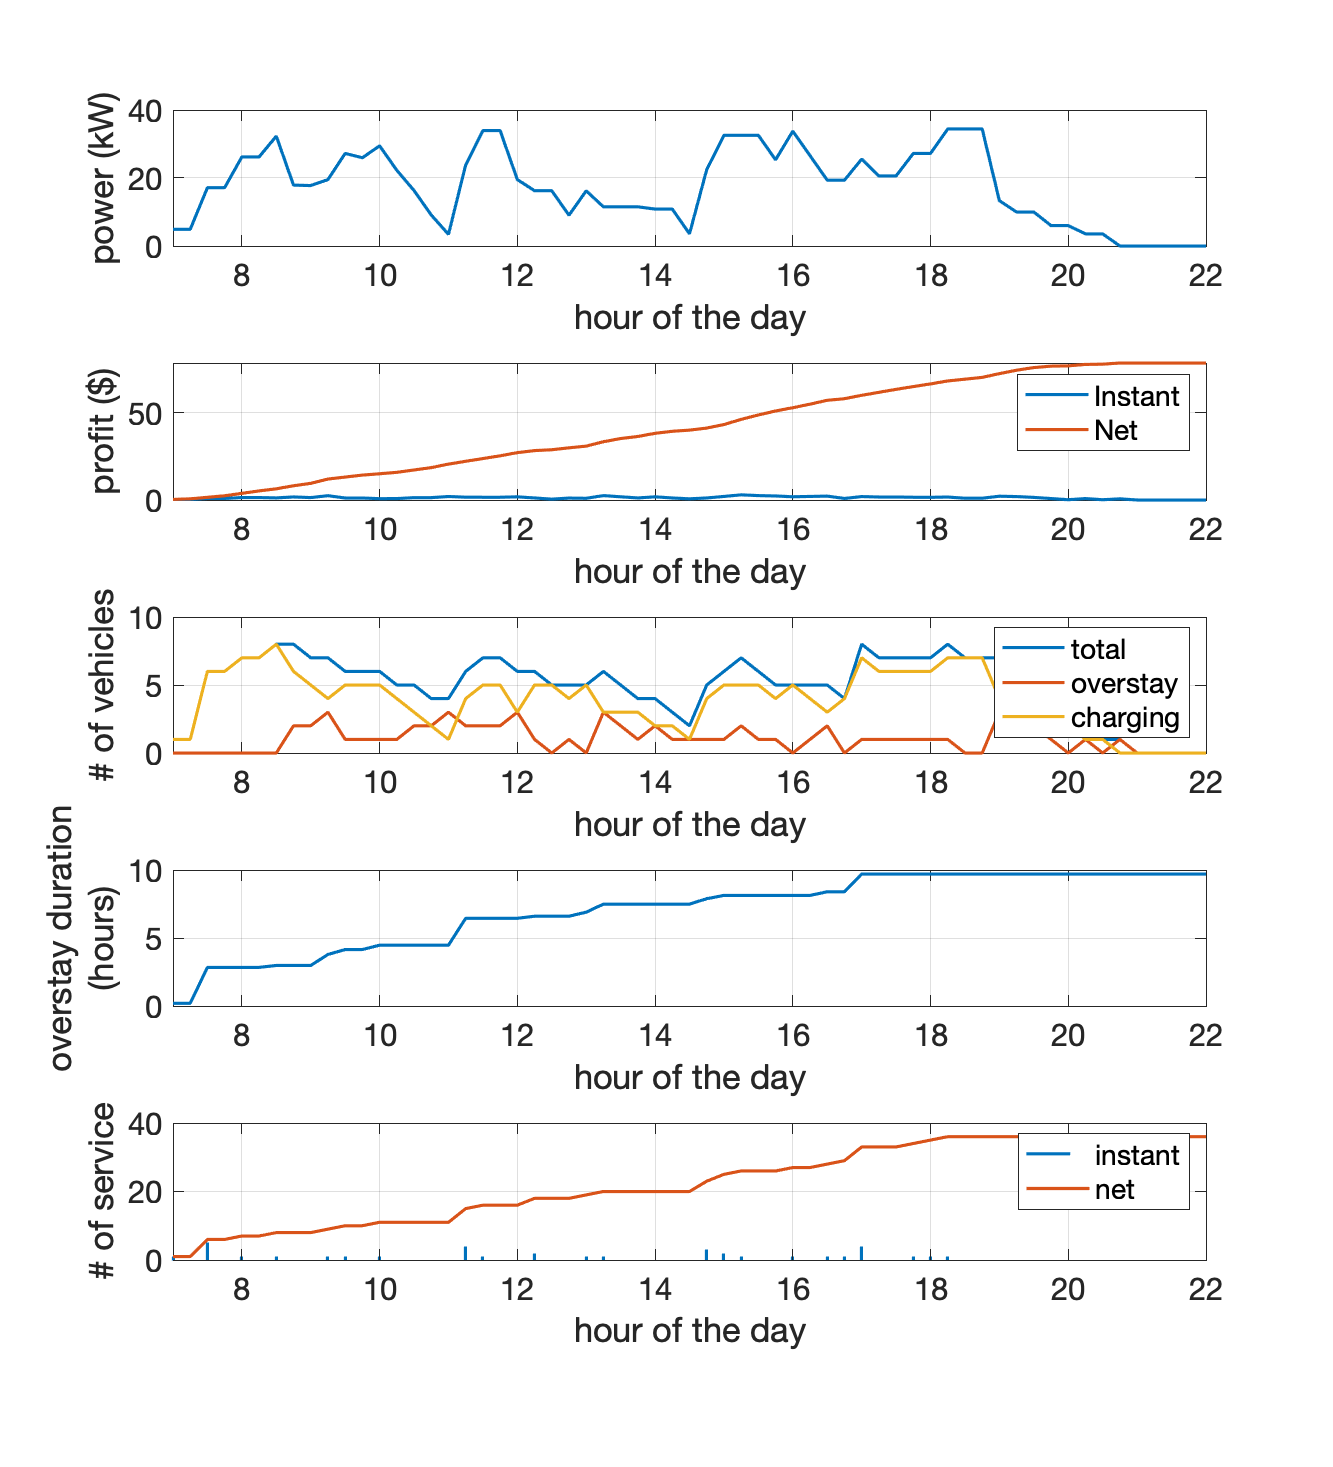 power (kW)
40
20
0
8 10 12 14 16 18 20 22
hour of the day
profit ($)
50
0
Instant
Net
8 10 12 14 16 18 20 22
hour of the day
# of vehicles
10
5
0
total
overstay
charging
8 10 12 14 16 18 20 22
hour of the day
overstay duration
(hours)
10
5
0
8 10 12 14 16 18 20 22
hour of the day
# of service
40
20
0
instant
net
8 10 12 14 16 18 20 22
hour of the day